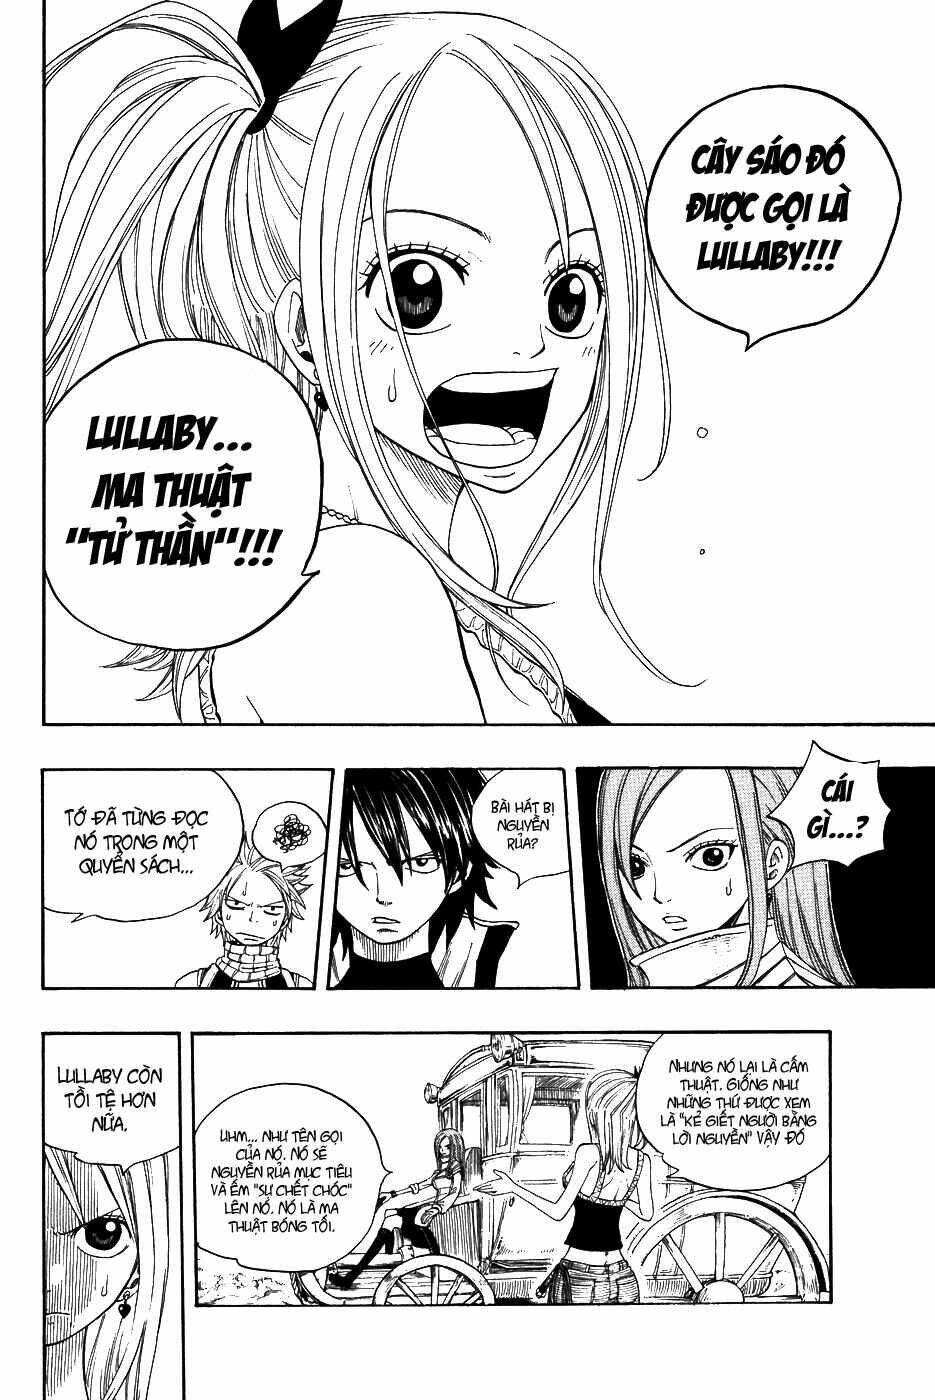 CÂY SÁO ĐÓ
ĐƯỢC GỌI LÀ
LULLABY!!!
LULLABY...
MA THUẬT
"TỬ THẦN"!!!
CÁI
GÌ...?
BÀI HÁT BỊ
NGUYỀN
RỦA?
TỚ ĐÃ TỪNG ĐỌC
NÓ TRONG MỘT
QUYỂN SÁCH...
NHƯNG NÓ LẠI LÀ CẤM
THUẬT. GIỐNG NHƯ
NHỮNG THỨ ĐƯỢC XEM
LÀ "KẺ GIẾT NGƯỜI BẰNG
LỜI NGUYỀN" VẬY ĐÓ
UHM... NHƯ TÊN GỌI
CỦA NÓ. NÓ SẼ
NGUYỀN RỦA MỤC TIÊU
VÀ ẾM "SỰ CHẾT CHÓC"
LÊN NÓ. NÓ LÀ MA
THUẬT BÓNG TỐI.
LULLABY CÒN
TỒI TỆ HƠN
NỮA.